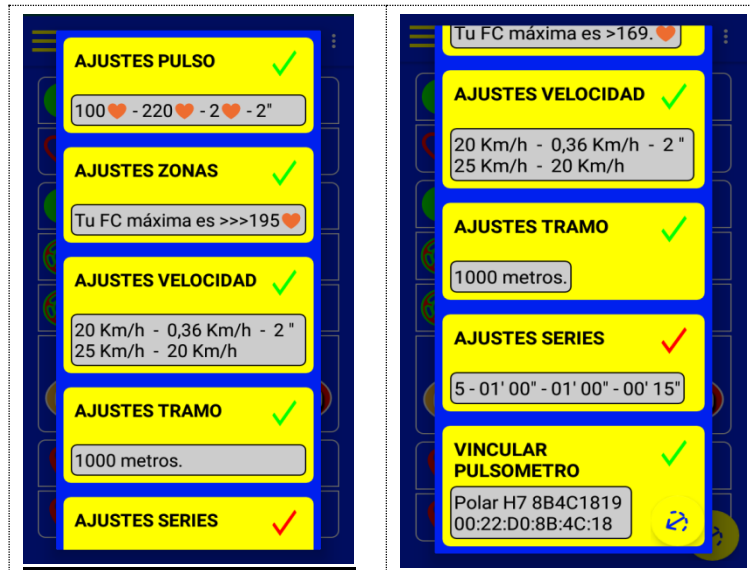 AJUSTES PULSO
100🧡 - 220🧡 - 2🧡 - 2"
AJUSTES ZONAS
Tu FC máxima es >>>195🧡
AJUSTES VELOCIDAD
20 Km/h - 0,36 Km/h - 2 "
25 Km/h - 20 Km/h
AJUSTES TRAMO
1000 metros.
AJUSTES SERIES
Tu FC máxima es >169.🧡
AJUSTES VELOCIDAD
20 Km/h - 0,36 Km/h - 2 "
25 Km/h - 20 Km/h
AJUSTES TRAMO
1000 metros.
AJUSTES SERIES
5 - 01' 00" - 01' 00" - 00' 15"
VINCULAR
PULSOMETRO
Polar H7 8B4C1819
00:22:D0:8B:4C:18